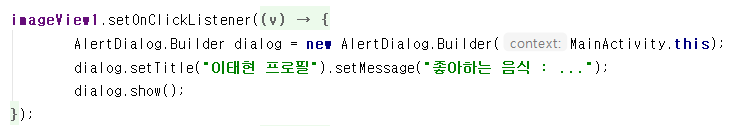 imageView1.setOnClickListener((v) → {
AlertDialog.Builder dialog = new AlertDialog.Builder( context: MainActivity.this);
dialog.setTitle("이태현 프로필").setMessage("좋아하는 음식 : ...");
dialog.show();
});